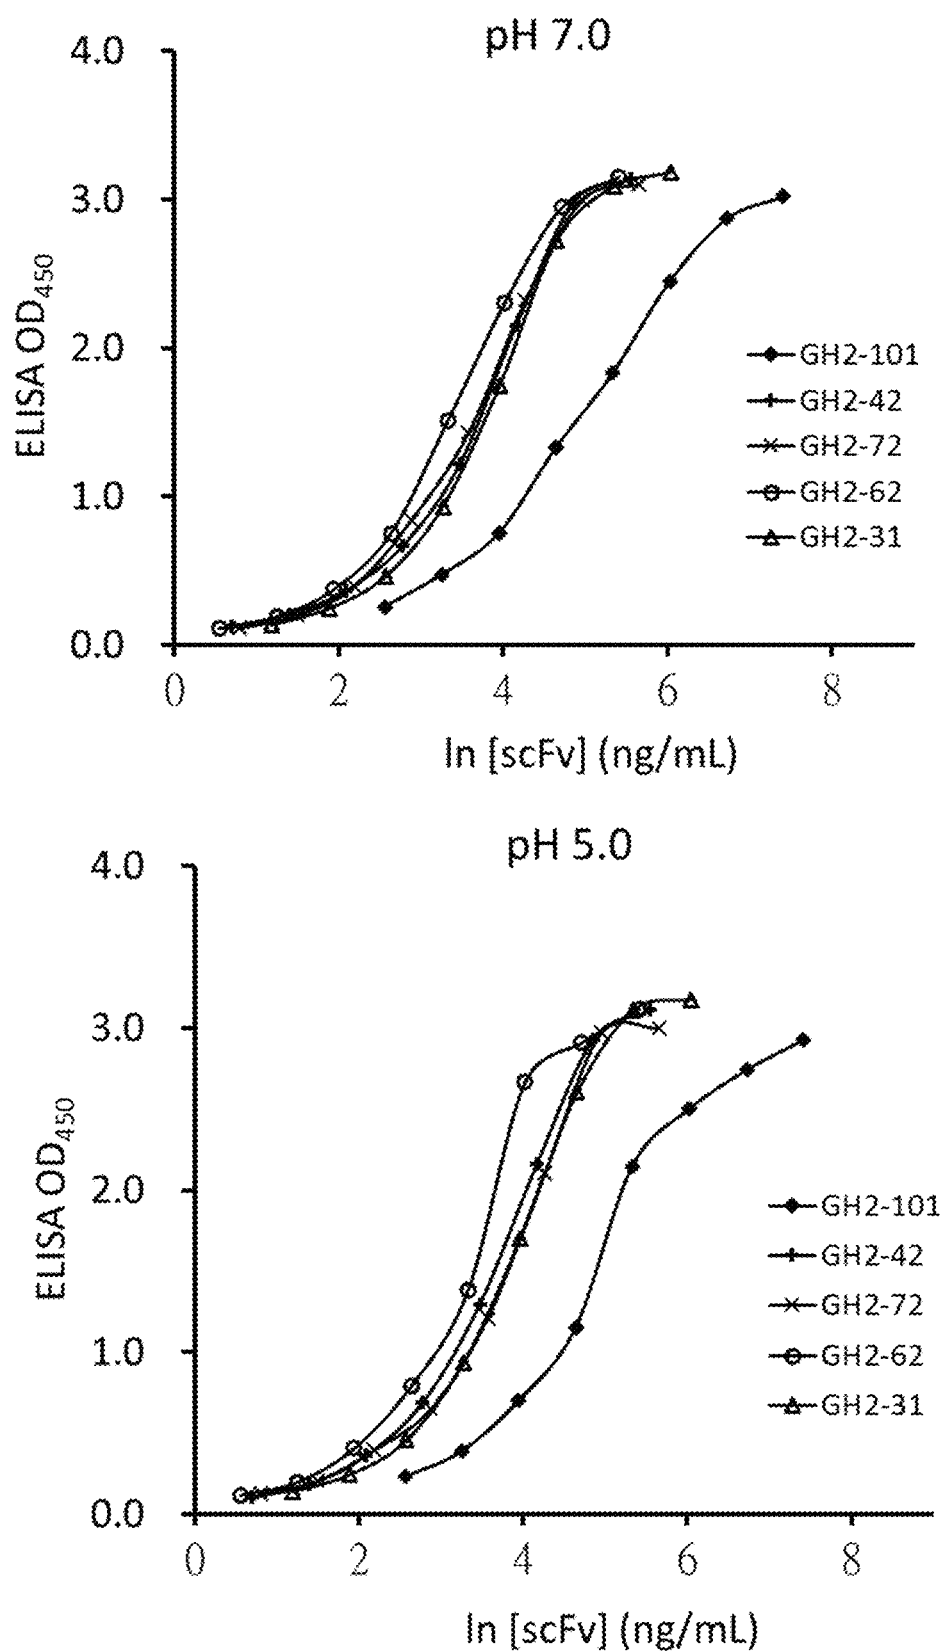 pH 7.0
4.0
3.0
2.0
1.0
0.0
ELISA OD450
0 2 4 6 8
ln [scFv] (ng/mL)
GH2-101
GH2-42
GH2-72
GH2-62
GH2-31
pH 5.0
4.0
3.0
2.0
1.0
0.0
ELISA OD450
0 2 4 6 8
ln [scFv] (ng/mL)
GH2-101
GH2-42
GH2-72
GH2-62
GH2-31